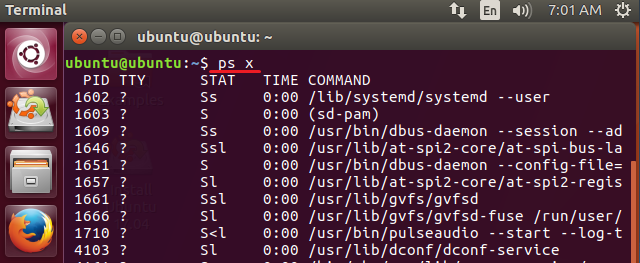 Terminal
En
7:01 AM
ubuntu@ubuntu: ~
ubuntu@ubuntu:~$ ps x
PID TTY STAT TIME COMMAND
1602 ? Ss 0:00 /lib/systemd/systemd --user
1603 ? S 0:00 (sd-pam)
1609 ? Ss 0:00 /usr/bin/dbus-daemon --session --ad
1646 ? Ssl 0:00 /usr/lib/at-spi2-core/at-spi-bus-la
1651 ? S 0:00 /usr/bin/dbus-daemon --config-file=
1657 ? Sl 0:00 /usr/lib/at-spi2-core/at-spi2-regis
1661 ? Ssl 0:00 /usr/lib/gvfs/gvfsd
1666 ? Sl 0:00 /usr/lib/gvfs/gvfsd-fuse /run/user/
1710 ? S<l 0:00 /usr/bin/pulseaudio --start --log-t
4103 ? Sl 0:00 /usr/lib/dconf/dconf-service